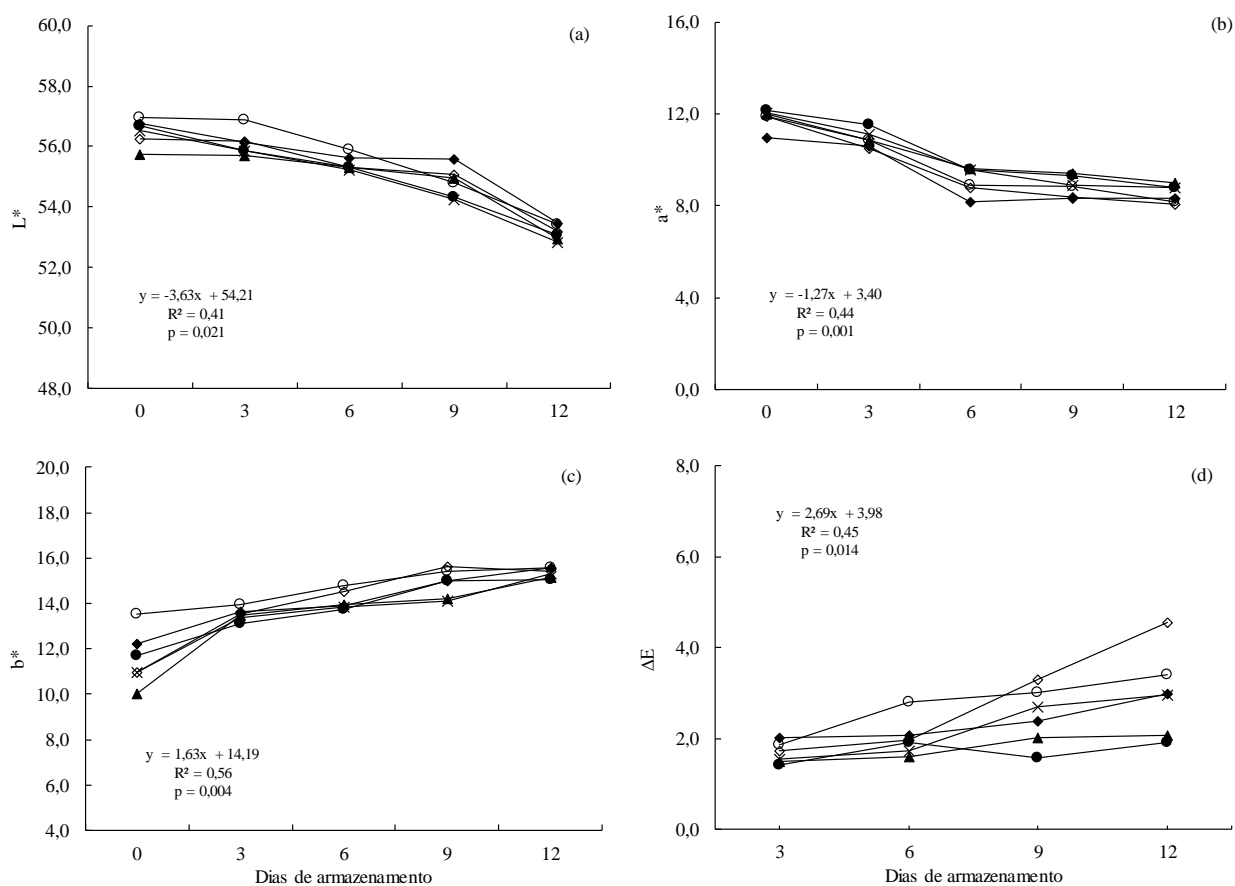 (a)
60,0
58,0
56,0
54,0
52,0
50,0
48,0
L*
y = -3,63x + 54,21
R² = 0,41
p = 0,021
0 3 6 9 12
(b)
16,0
12,0
8,0
4,0
0,0
a*
y = -1,27x + 3,40
R² = 0,44
p = 0,001
0 3 6 9 12
(c)
20,0
18,0
16,0
14,0
12,0
10,0
8,0
6,0
4,0
b*
y = 1,63x + 14,19
R² = 0,56
p = 0,004
0 3 6 9 12
Dias de armazenamento
(d)
8,0
6,0
4,0
2,0
0,0
ΔE
y = 2,69x + 3,98
R² = 0,45
p = 0,014
3 6 9 12
Dias de armazenamento